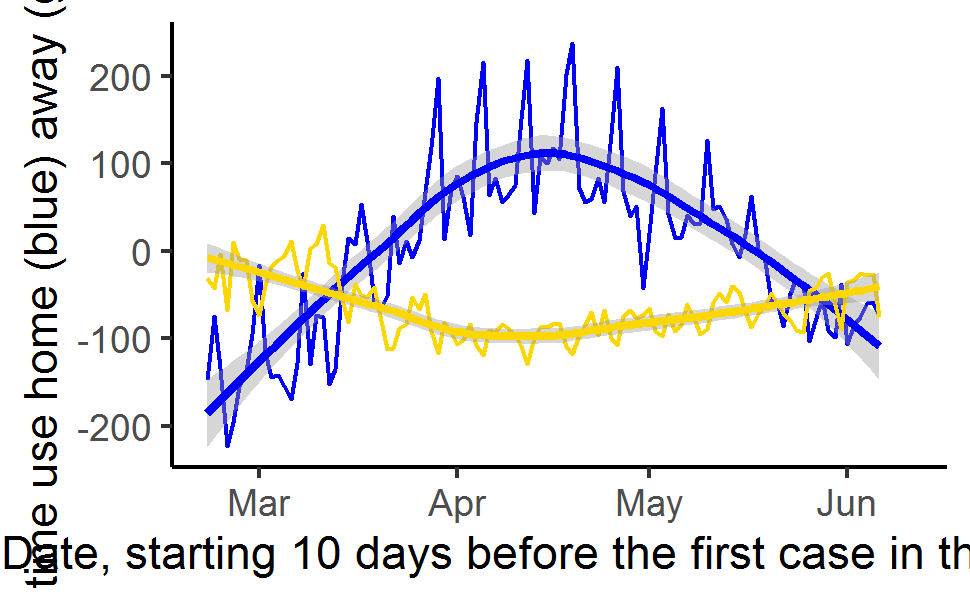 time use home (blue) away (
200
100
0
-100
-200
Mar Apr May Jun
Date, starting 10 days before the first case in th